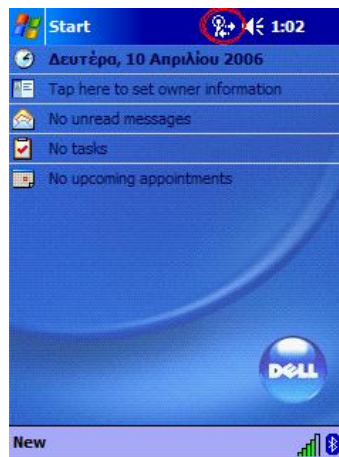 Start 1:02
Δευτέρα, 10 Απριλίου 2006
Tap here to set owner information
No unread messages
No tasks
No upcoming appointments
DELL
New